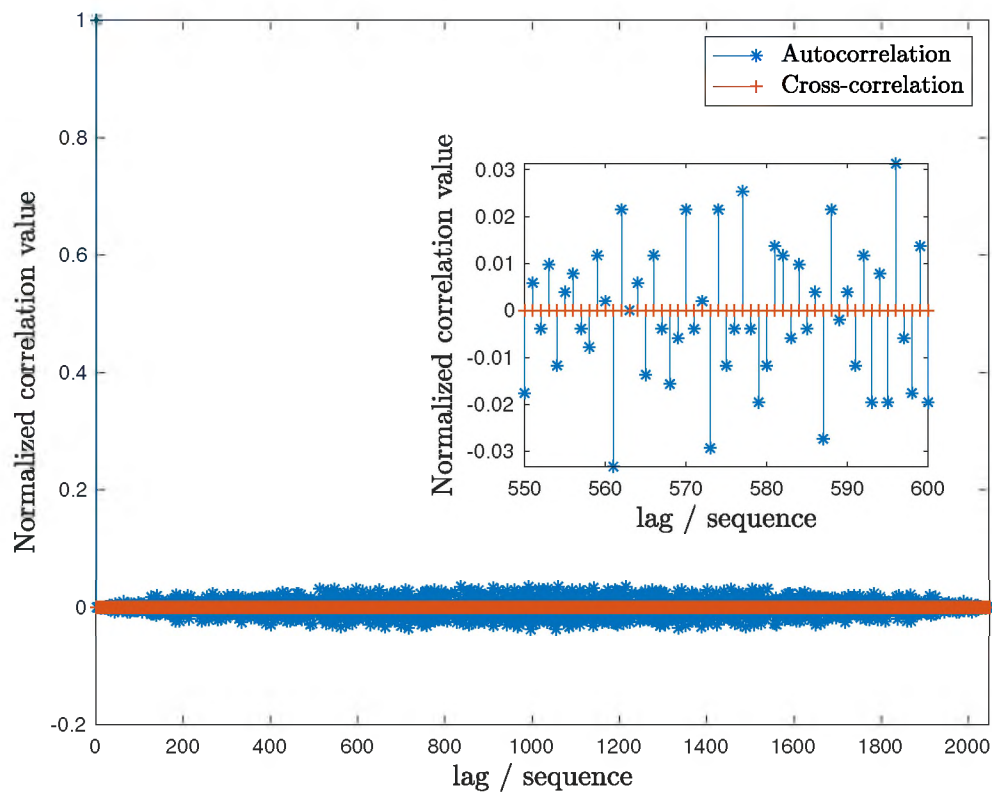 1
0.8
0.6
0.4
0.2
0
-0.2
Normalized correlation value
0 200 400 600 800 1000 1200 1400 1600 1800 2000
lag / sequence
Autocorrelation
Cross-correlation
0.03
0.02
0.01
0
-0.01
-0.02
-0.03
Normalized correlation value
550 560 570 580 590 600
lag / sequence